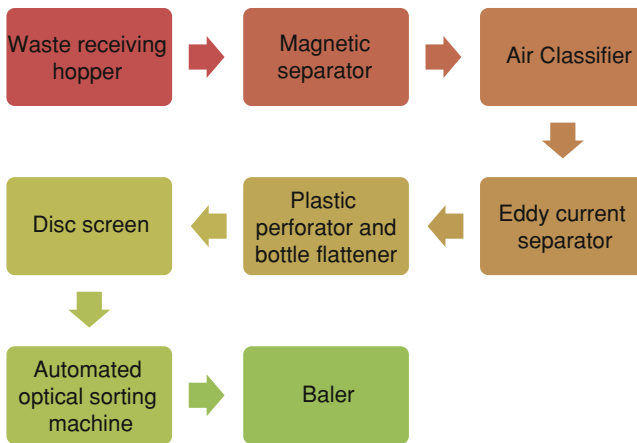 Waste receiving
hopper
Magnetic
separator
Air Classifier
Eddy current
separator
Plastic
perforator and
bottle flattener
Disc screen
Automated
optical sorting
machine
Baler